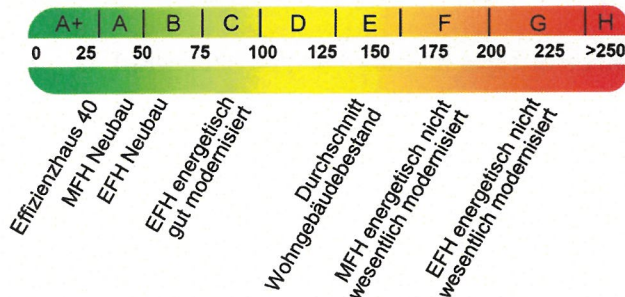 A+ A B C D E F G H
0 25 50 75 100 125 150 175 200 225 >250
Effizienzhaus 40
MFH Neubau
EFH Neubau
EFH energetisch
gut modernisiert
Durchschnitt
Wohngebäudebestand
MFH energetisch nicht
wesentlich modernisiert
EFH energetisch nicht
wesentlich modernisiert